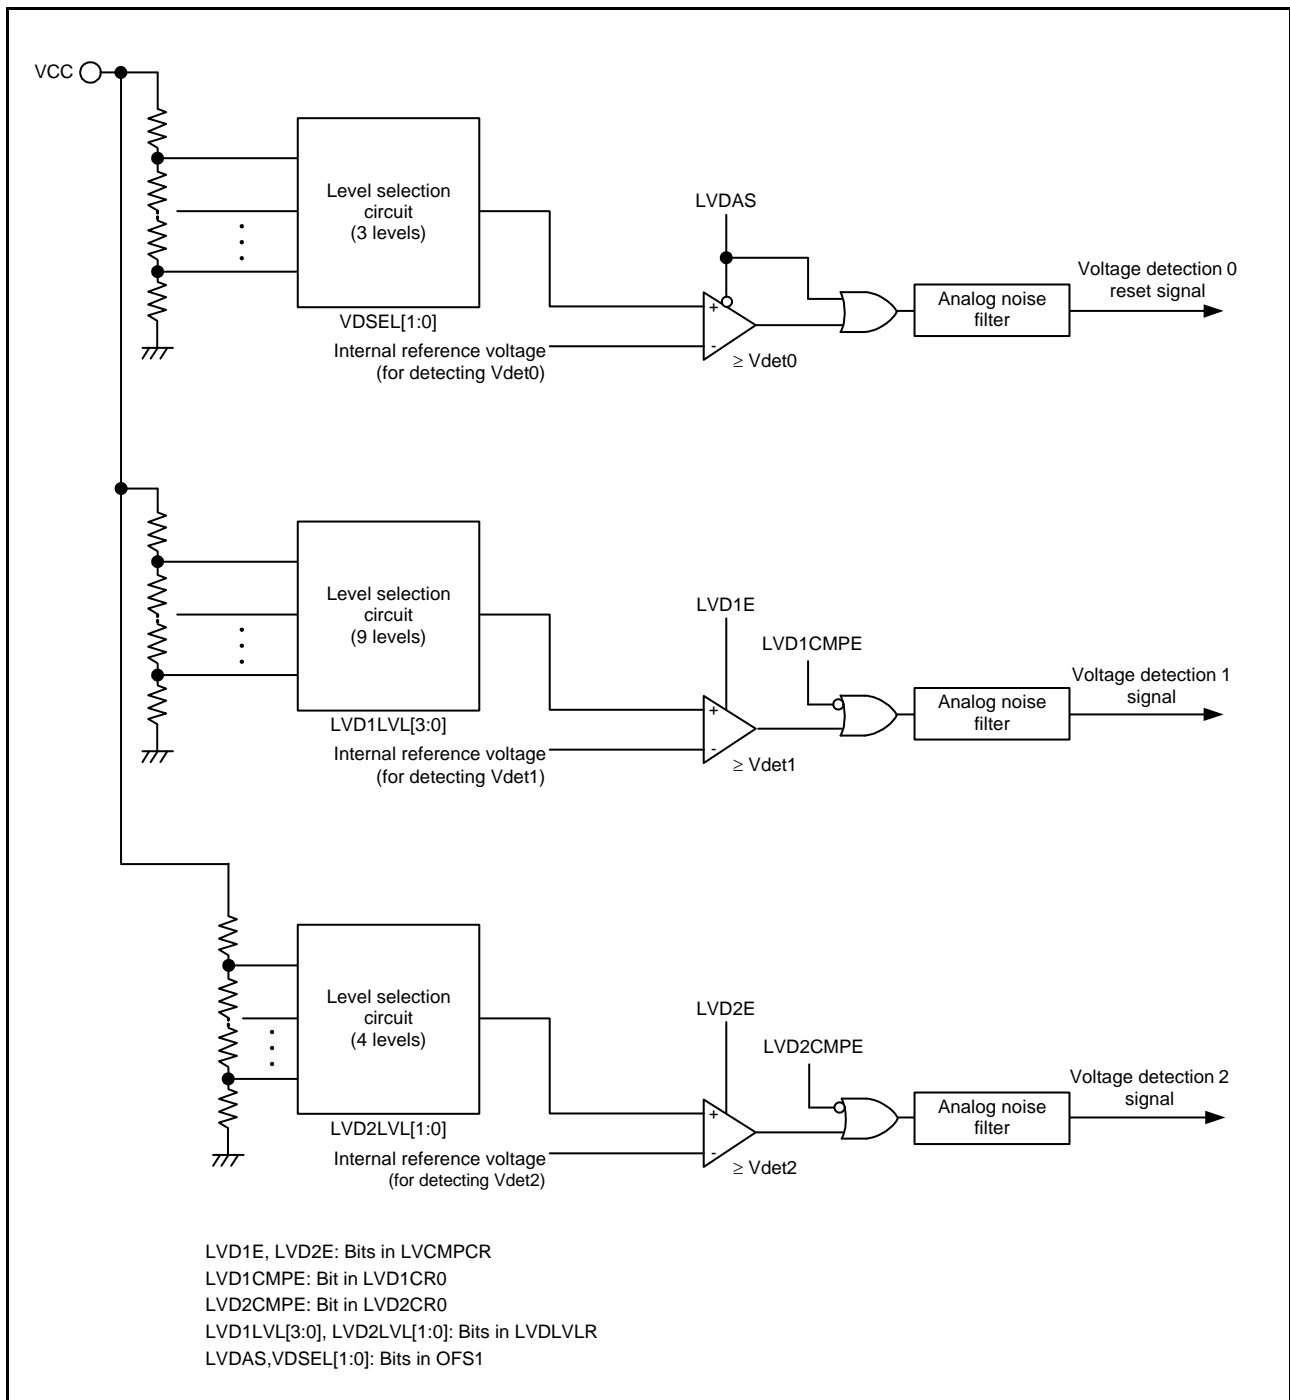 VCC
Level selection
circuit
(3 levels)
VDSEL[1:0]
Internal reference voltage
(for detecting Vdet0)
LVDAS
+
-
≥ Vdet0
Analog noise
filter
Voltage detection 0
reset signal
Level selection
circuit
(9 levels)
LVD1LVL[3:0]
Internal reference voltage
(for detecting Vdet1)
LVD1E
LVD1CMPE
+
-
≥ Vdet1
Analog noise
filter
Voltage detection 1
signal
Level selection
circuit
(4 levels)
LVD2LVL[1:0]
Internal reference voltage
(for detecting Vdet2)
LVD2E
LVD2CMPE
+
-
≥ Vdet2
Analog noise
filter
Voltage detection 2
signal
LVD1E, LVD2E: Bits in LVCMPCR
LVD1CMPE: Bit in LVD1CR0
LVD2CMPE: Bit in LVD2CR0
LVD1LVL[3:0], LVD2LVL[1:0]: Bits in LVDLVLR
LVDAS,VDSEL[1:0]: Bits in OFS1